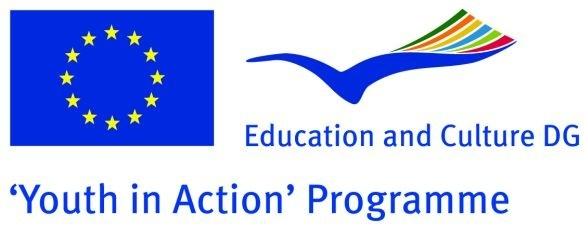 Education and Culture DG
‘Youth in Action’ Programme